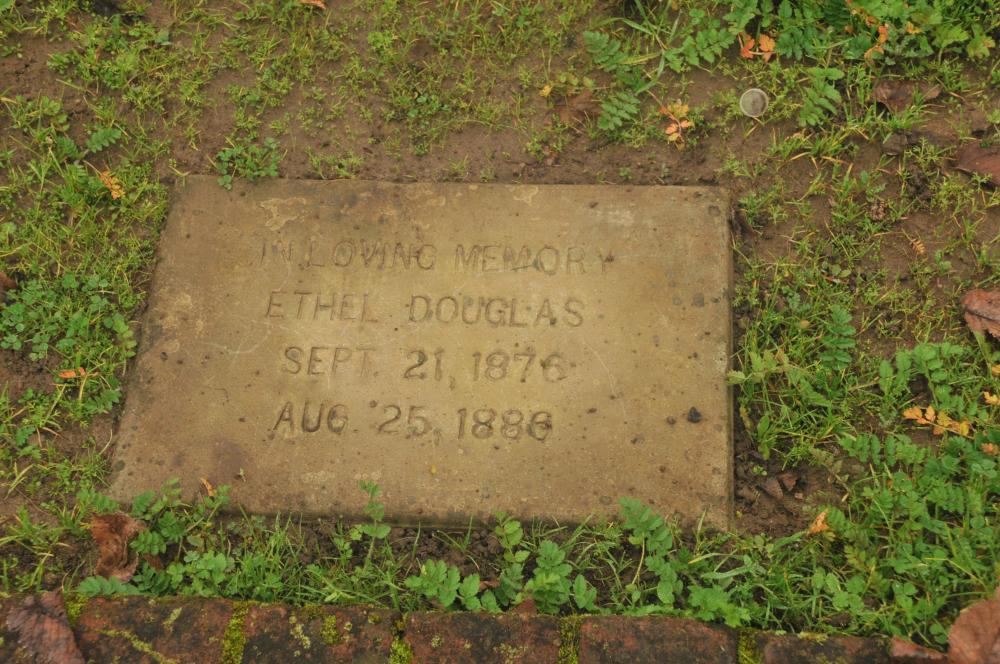 IN LOVING MEMORY
ETHEL DOUGLAS
SEPT. 21, 1876
AUG. 25, 1886